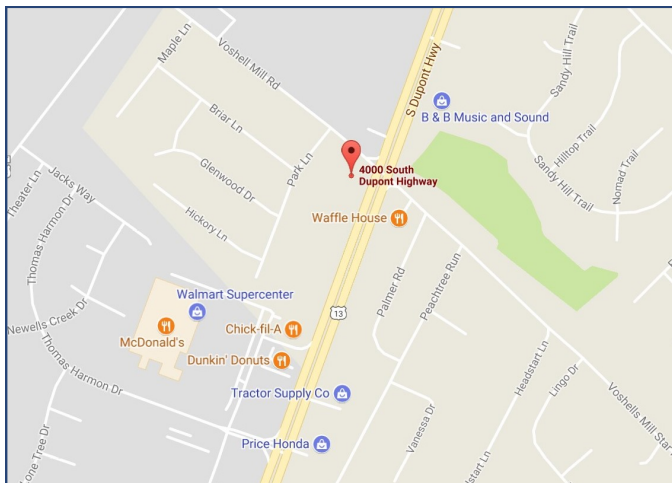 Maple Ln
Voshell Mill Rd
S Dupont Hwy
Sandy Hill Trail
B & B Music and Sound
Briar Ln
Hilltop Trail
Park Ln
4000 South
Dupont Highway
Sandy Hill Trail
Nomad Trail
Glenwood Dr
Theater Ln
Jacks Way
Thomas Harmon Dr
Hickory Ln
Waffle House
Palmer Rd
Peachtree Run
Walmart Supercenter
13
Newells Creek Dr
McDonald's
Chick-fil-A
Dunkin' Donuts
Thomas Harmon Dr
Headstart Ln
Lingo Dr
Tractor Supply Co
Voshells Mill Star
Vanessa Dr
Price Honda
Lone Tree Dr
dstart Ln